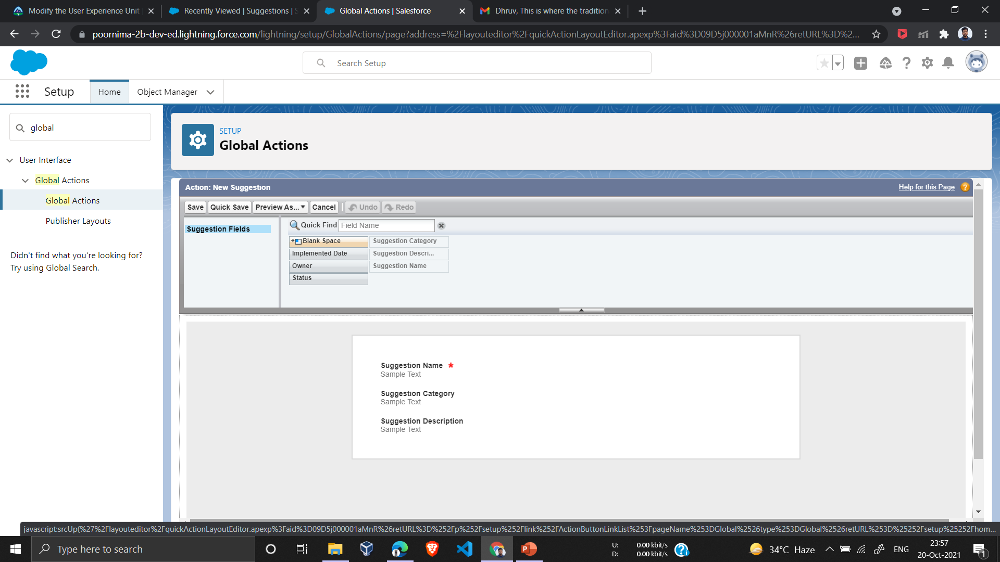 Modify the User Experience Unit
Recently Viewed | Suggestions | S
Global Actions | Salesforce
Dhruv, This is where the tradition
poornima-2b-dev-ed.lightning.force.com/lightning/setup/GlobalActions/page?address=%2Flayouteditor%2FquickActionLayoutEditor.apexp%3Faid%3D09D5j000001aMnR%26retURL%3D%2...
Search Setup
Setup
Home
Object Manager
global
User Interface
Global Actions
Global Actions
Publisher Layouts
Didn't find what you're looking for?
Try using Global Search.
SETUP
Global Actions
Action: New Suggestion
Help for this Page
Save
Quick Save
Preview As...
Cancel
Undo
Redo
Suggestion Fields
Quick Find
Field Name
Blank Space
Suggestion Category
Implemented Date
Suggestion Descri...
Owner
Suggestion Name
Status
Suggestion Name *
Sample Text
Suggestion Category
Sample Text
Suggestion Description
Sample Text
javascript:srcUp(%27%2Flayouteditor%2FquickActionLayoutEditor.apexp%3Faid%3D09D5j000001aMnR%26retURL%3D%252Fp%252Fsetup%252Flink%252FActionButtonLinkList%253FpageName%253DGlobal%2526type%253DGlobal%2526retURL%253D%25252Fsetup%25252Fhom...
Type here to search
U: 0.00 kbit/s
D: 0.00 kbit/s
34°C Haze
ENG
23:57
20-Oct-2021
1